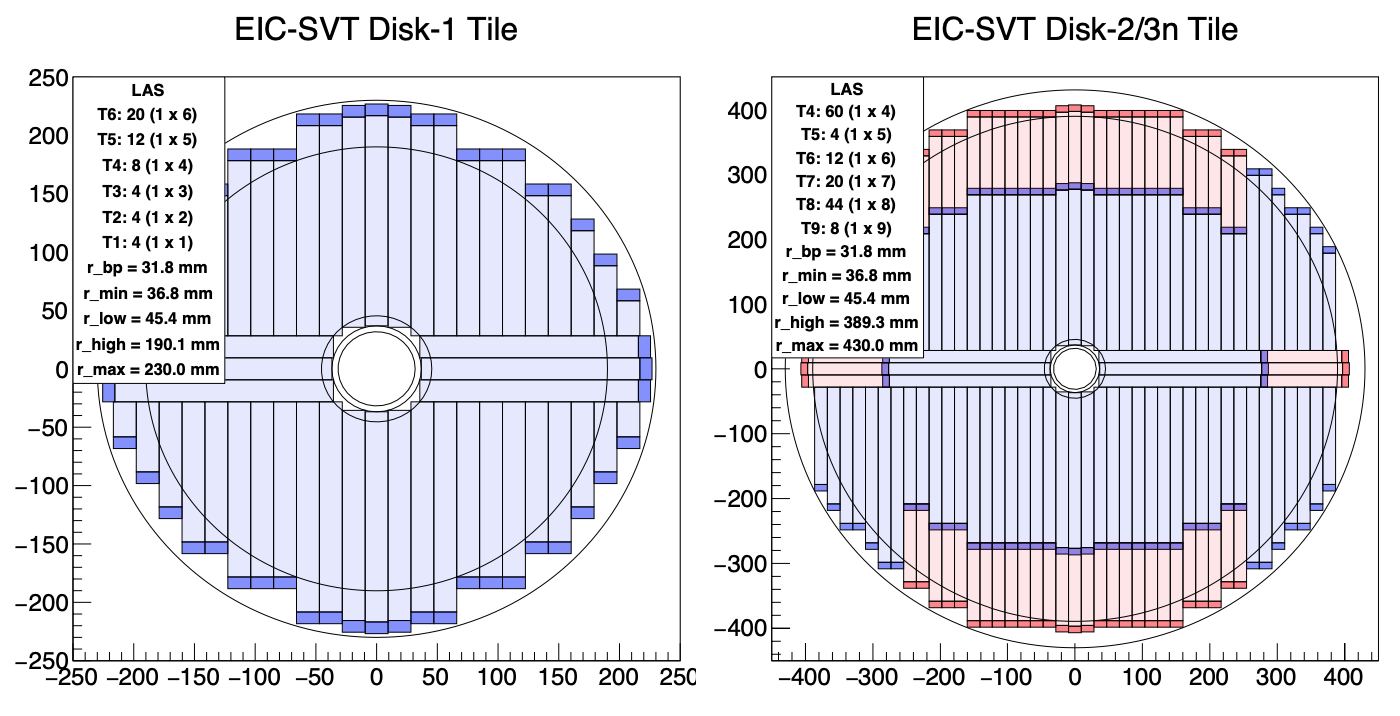 EIC-SVT Disk-1 Tile
250
200
150
100
50
0
−50
−100
−150
−200
−250
−250 −200 −150 −100 −50 0 50 100 150 200 250
LAS
T6: 20 (1 x 6)
T5: 12 (1 x 5)
T4: 8 (1 x 4)
T3: 4 (1 x 3)
T2: 4 (1 x 2)
T1: 4 (1 x 1)
r_bp = 31.8 mm
r_min = 36.8 mm
r_low = 45.4 mm
r_high = 190.1 mm
r_max = 230.0 mm
EIC-SVT Disk-2/3n Tile
400
300
200
100
0
−100
−200
−300
−400
−400 −300 −200 −100 0 100 200 300 400
LAS
T4: 60 (1 x 4)
T5: 4 (1 x 5)
T6: 12 (1 x 6)
T7: 20 (1 x 7)
T8: 44 (1 x 8)
T9: 8 (1 x 9)
r_bp = 31.8 mm
r_min = 36.8 mm
r_low = 45.4 mm
r_high = 389.3 mm
r_max = 430.0 mm